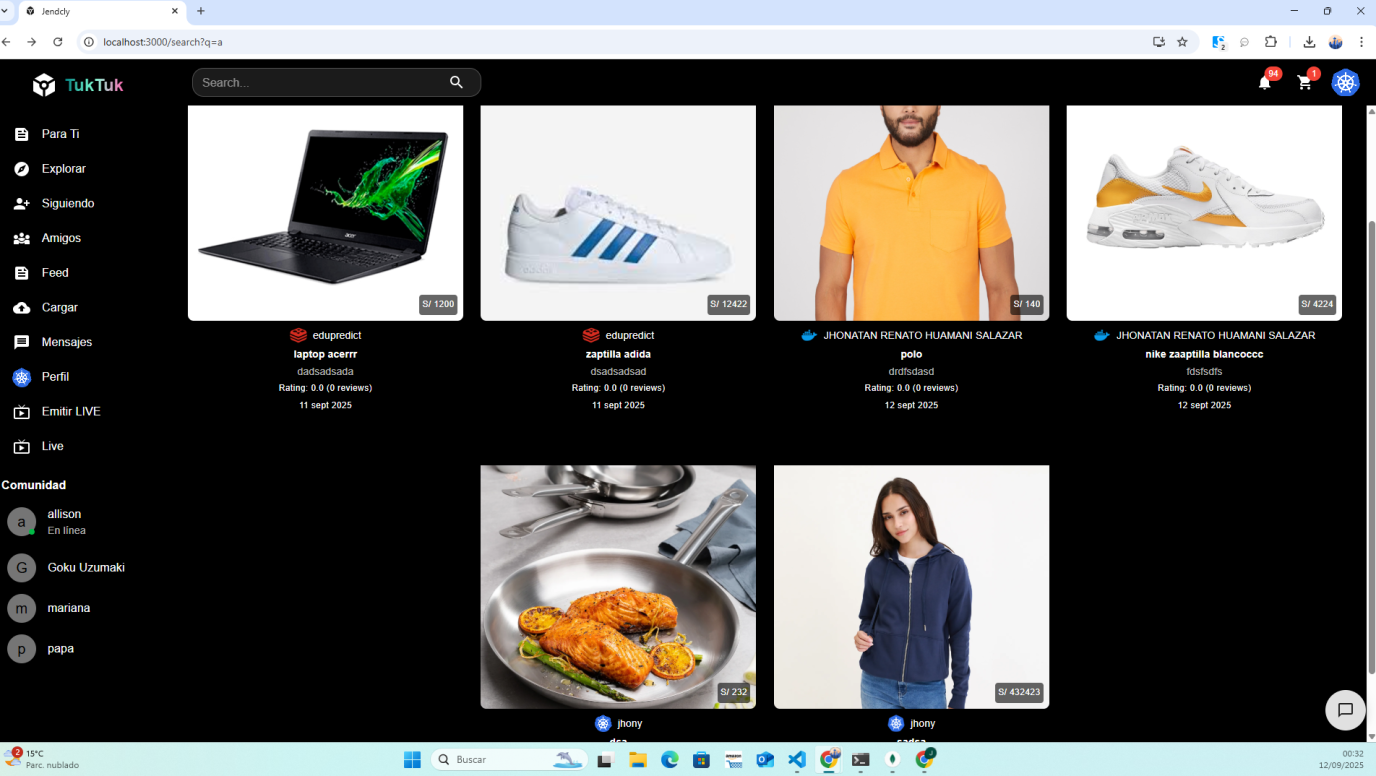 Jendcly
localhost:3000/search?q=a
2
TukTuk
Search...
94
1
Para Ti
Explorar
Siguiendo
Amigos
Feed
Cargar
Mensajes
Perfil
Emitir LIVE
Live
Comunidad
a
allison
En línea
G
Goku Uzumaki
m
mariana
p
papa
acer
S/ 1200
edupredict
laptop acerrr
dadsadsada
Rating: 0.0 (0 reviews)
11 sept 2025
adidas
S/ 12422
edupredict
zaptilla adida
dsadsadsad
Rating: 0.0 (0 reviews)
11 sept 2025
S/ 140
JHONATAN RENATO HUAMANI SALAZAR
polo
drdfsdasd
Rating: 0.0 (0 reviews)
12 sept 2025
S/ 4224
JHONATAN RENATO HUAMANI SALAZAR
nike zaaptilla blancoccc
fdsfsdfs
Rating: 0.0 (0 reviews)
12 sept 2025
S/ 232
jhony
S/ 432423
jhony
2
15°C
Parc. nublado
Buscar
00:32
12/09/2025